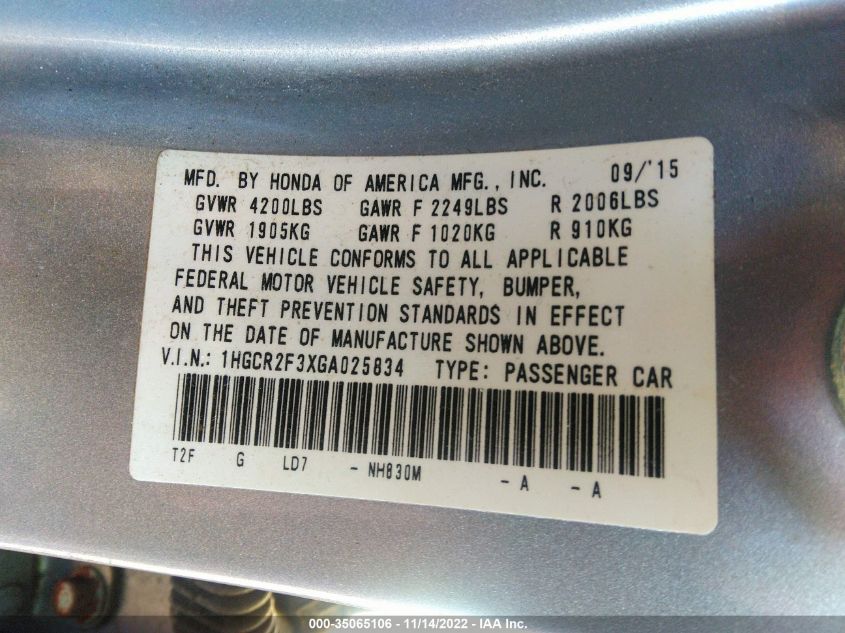 MFD. BY HONDA OF AMERICA MFG., INC. 09/'15
GVWR 4200LBS GAWR F 2249LBS R 2006LBS
GVWR 1905KG GAWR F 1020KG R 910KG
THIS VEHICLE CONFORMS TO ALL APPLICABLE
FEDERAL MOTOR VEHICLE SAFETY, BUMPER,
AND THEFT PREVENTION STANDARDS IN EFFECT
ON THE DATE OF MANUFACTURE SHOWN ABOVE.
V.I.N.: 1HGCR2F3XGA025834 TYPE: PASSENGER CAR
T2F G LD7 - NH830M - A - A
000-35065106 - 11/14/2022 - IAA Inc.